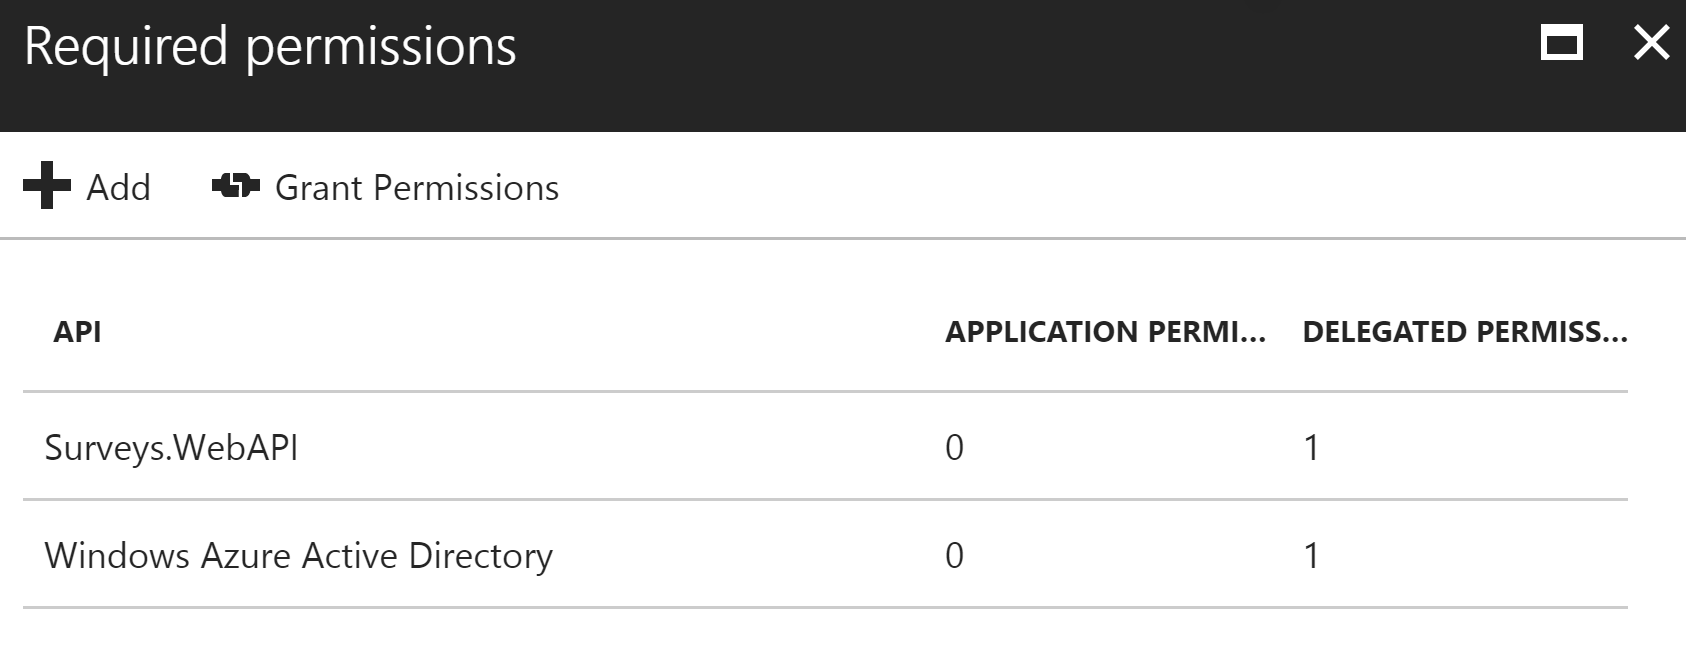 Required permissions
Add Grant Permissions
API APPLICATION PERMI... DELEGATED PERMISS...
Surveys.WebAPI 0 1
Windows Azure Active Directory 0 1